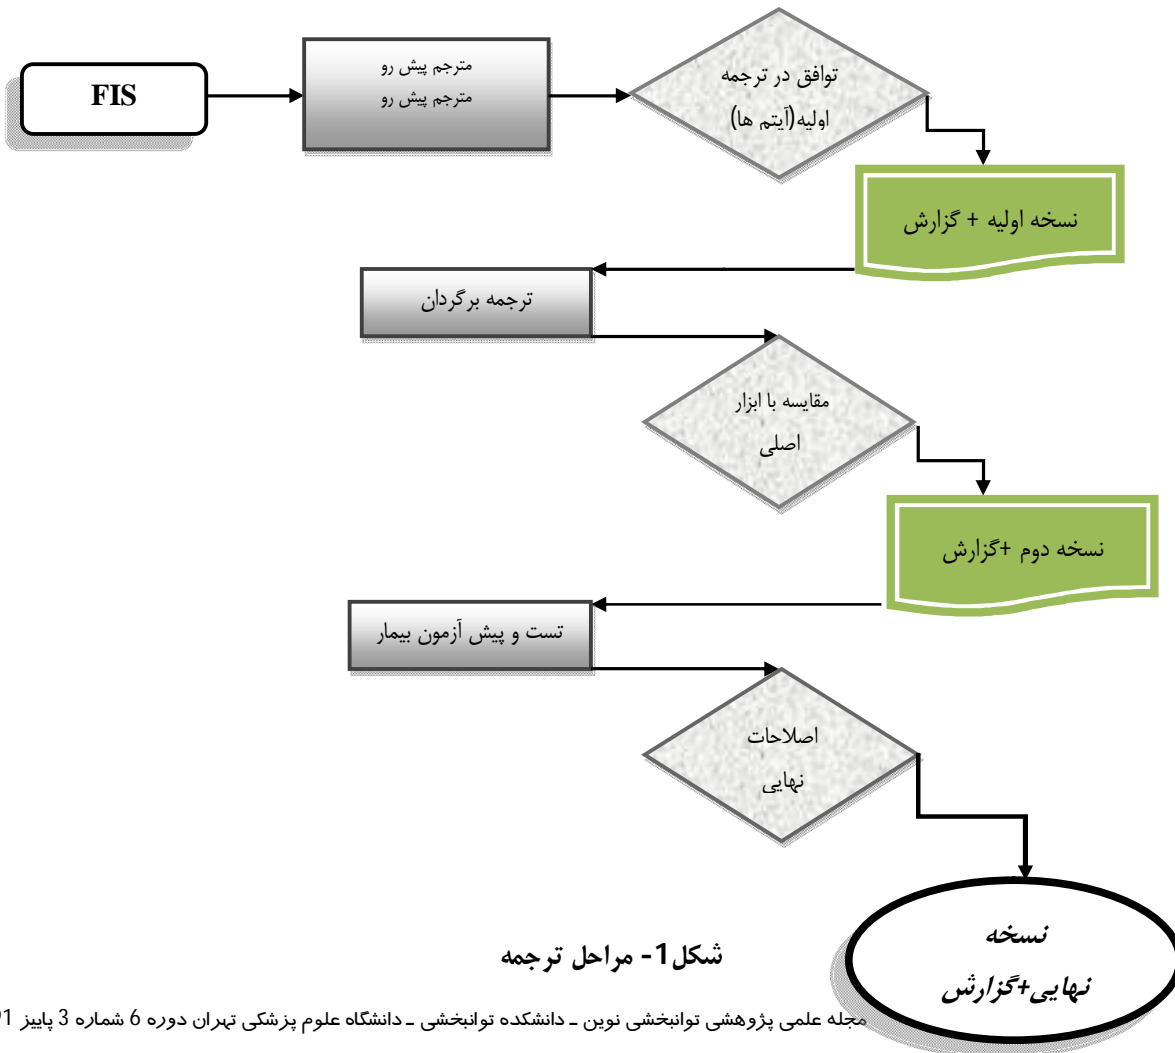 FIS
مترجم پیش رو
مترجم پیش رو
توافق در ترجمه
اولیه(آیتم ها)
نسخه اولیه + گزارش
ترجمه برگردان
مقایسه با ابزار
اصلی
نسخه دوم +گزارش
تست و پیش آزمون بیمار
اصلاحات
نهایی
نسخه
نهایی+گزارش
شکل1- مراحل ترجمه
مجله علمی پژوهشی توانبخشی نوین ـ دانشکده توانبخشی ـ دانشگاه علوم پزشکی تهران دوره 6 شماره 3 پاییز